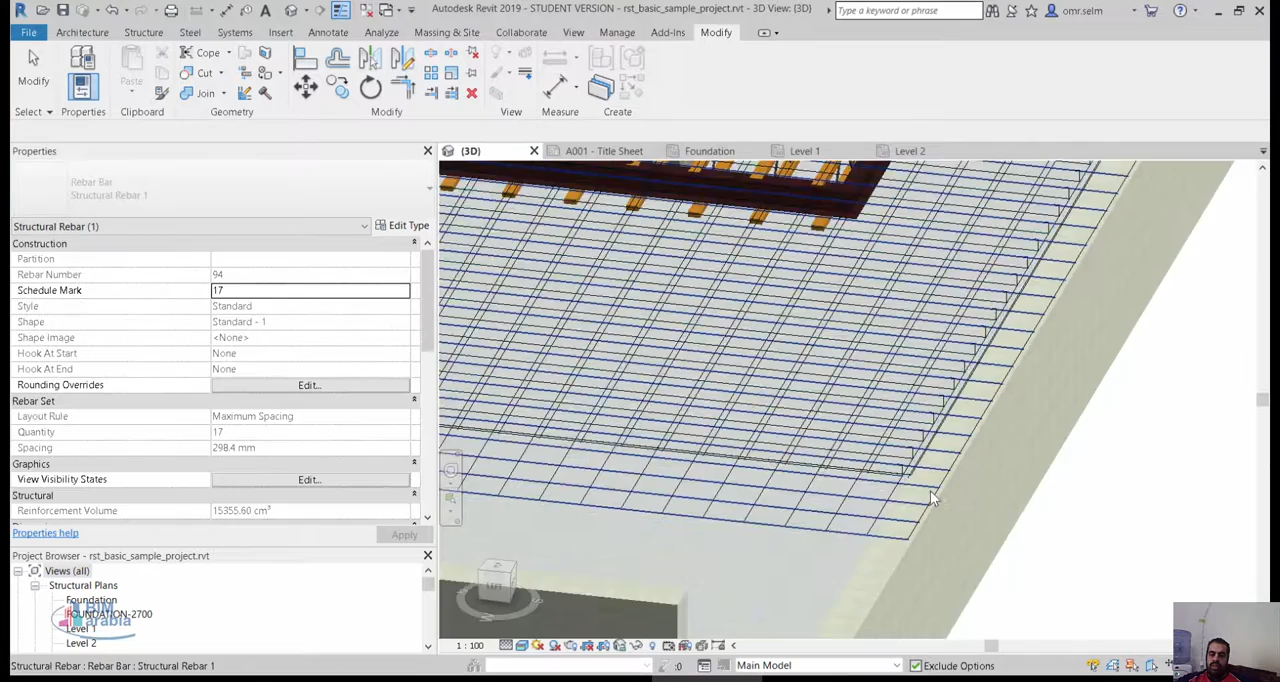 Autodesk Revit 2019 - STUDENT VERSION - rst_basic_sample_project.rvt - 3D View: {3D}
Type a keyword or phrase
omr.selm
File Architecture Structure Steel Systems Insert Annotate Analyze Massing & Site Collaborate View Manage Add-Ins Modify
Modify Paste Cope Cut Join
Select Properties Clipboard Geometry Modify View Measure Create
Properties
{3D} A001 - Title Sheet Foundation Level 1 Level 2
Rebar Bar
Structural Rebar 1
Structural Rebar (1) Edit Type
Construction
Partition
Rebar Number 94
Schedule Mark 17
Style Standard
Shape Standard - 1
Shape Image <None>
Hook At Start None
Hook At End None
Rounding Overrides Edit...
Rebar Set
Layout Rule Maximum Spacing
Quantity 17
Spacing 298.4 mm
Graphics
View Visibility States Edit...
Structural
Reinforcement Volume 15355.60 cm³
Properties help Apply
Project Browser - rst_basic_sample_project.rvt
Views (all)
Structural Plans
Foundation
FOUNDATION-2700
Level 1
Level 2
BIM
arabia
1 : 100
Structural Rebar : Rebar Bar : Structural Rebar 1
:0 Main Model Exclude Options